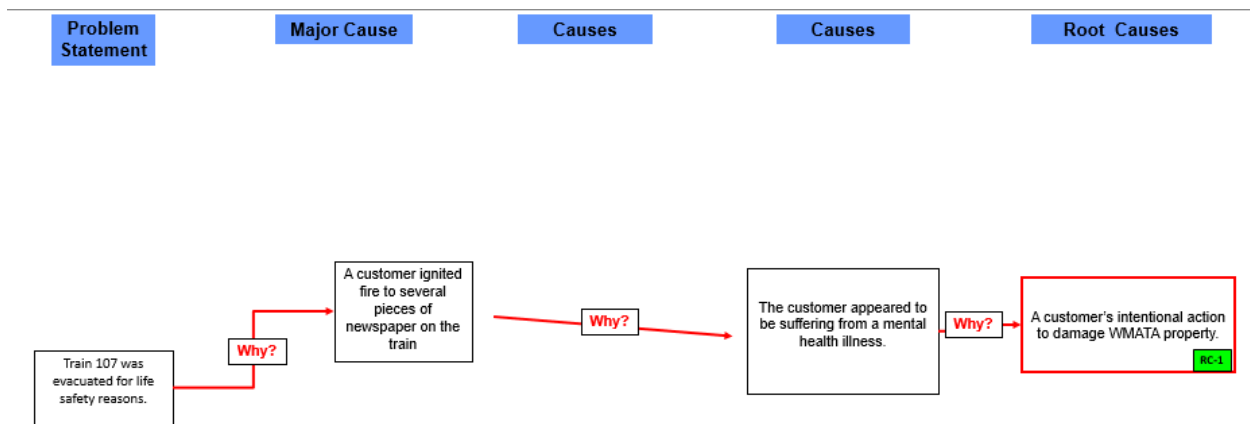 Problem
Statement
Major Cause
Causes
Causes
Root Causes
Train 107 was
evacuated for life
safety reasons.
Why?
A customer ignited
fire to several
pieces of
newspaper on the
train
Why?
The customer appeared to
be suffering from a mental
health illness.
Why?
A customer's intentional action
to damage WMATA property.
RC-1